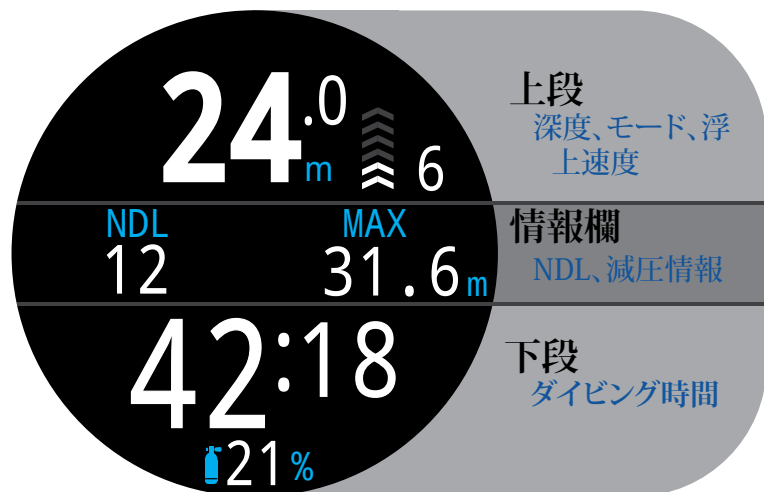 24.0 m 6
上段
深度、モード、浮
上速度
NDL MAX
12 31.6m
情報欄
NDL、減圧情報
42:18
下段
ダイビング時間
21%